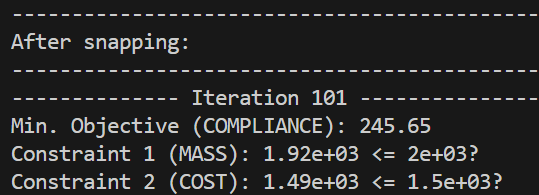 --------------------------------------------
After snapping:
--------------------------------------------
-------------- Iteration 101 ---------------
Min. Objective (COMPLIANCE): 245.65
Constraint 1 (MASS): 1.92e+03 <= 2e+03?
Constraint 2 (COST): 1.49e+03 <= 1.5e+03?